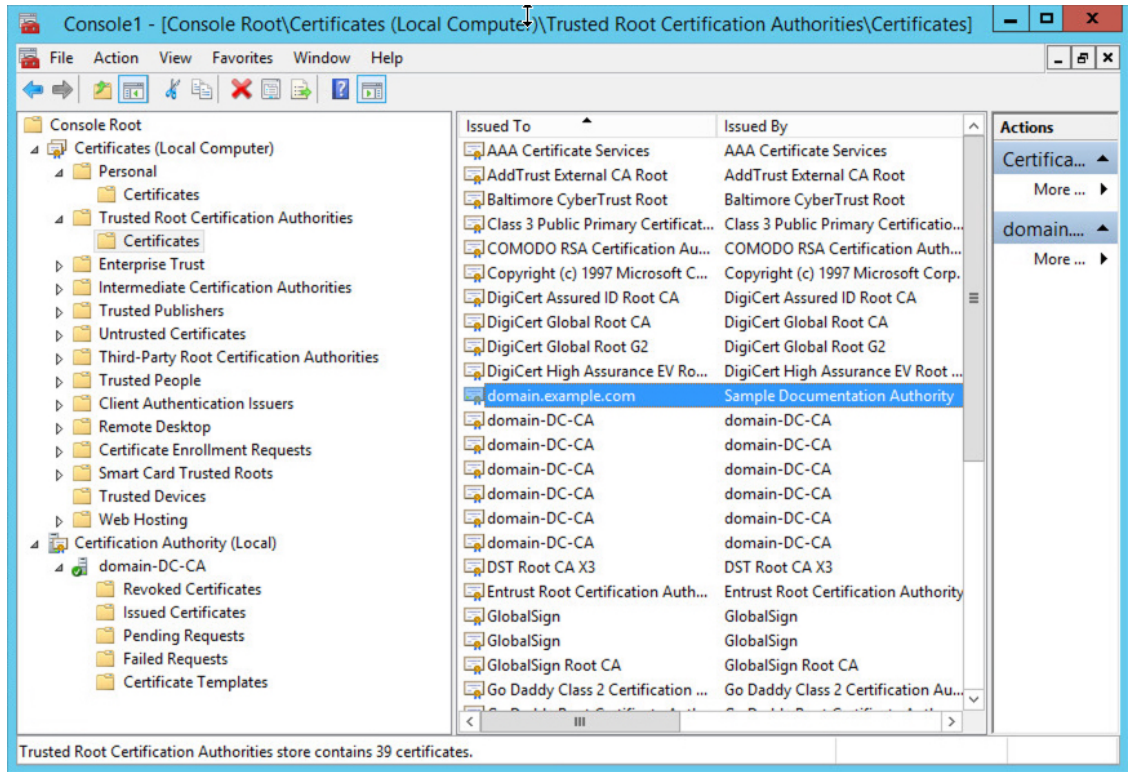 Console1 - [Console Root\Certificates (Local Computer)\Trusted Root Certification Authorities\Certificates]
File Action View Favorites Window Help
Console Root
Certificates (Local Computer)
Personal
Certificates
Trusted Root Certification Authorities
Certificates
Enterprise Trust
Intermediate Certification Authorities
Trusted Publishers
Untrusted Certificates
Third-Party Root Certification Authorities
Trusted People
Client Authentication Issuers
Remote Desktop
Certificate Enrollment Requests
Smart Card Trusted Roots
Trusted Devices
Web Hosting
Certification Authority (Local)
domain-DC-CA
Revoked Certificates
Issued Certificates
Pending Requests
Failed Requests
Certificate Templates
Issued To Issued By
AAA Certificate Services AAA Certificate Services
AddTrust External CA Root AddTrust External CA Root
Baltimore CyberTrust Root Baltimore CyberTrust Root
Class 3 Public Primary Certificat... Class 3 Public Primary Certificatio...
COMODO RSA Certification Au... COMODO RSA Certification Auth...
Copyright (c) 1997 Microsoft C... Copyright (c) 1997 Microsoft Corp.
DigiCert Assured ID Root CA DigiCert Assured ID Root CA
DigiCert Global Root CA DigiCert Global Root CA
DigiCert Global Root G2 DigiCert Global Root G2
DigiCert High Assurance EV Ro... DigiCert High Assurance EV Root ...
domain.example.com Sample Documentation Authority
domain-DC-CA domain-DC-CA
domain-DC-CA domain-DC-CA
domain-DC-CA domain-DC-CA
domain-DC-CA domain-DC-CA
domain-DC-CA domain-DC-CA
domain-DC-CA domain-DC-CA
DST Root CA X3 DST Root CA X3
Entrust Root Certification Auth... Entrust Root Certification Authority
GlobalSign GlobalSign
GlobalSign GlobalSign
GlobalSign Root CA GlobalSign Root CA
Go Daddy Class 2 Certification ... Go Daddy Class 2 Certification Au...
Actions
Certifica...
More ...
domain....
More ...
Trusted Root Certification Authorities store contains 39 certificates.